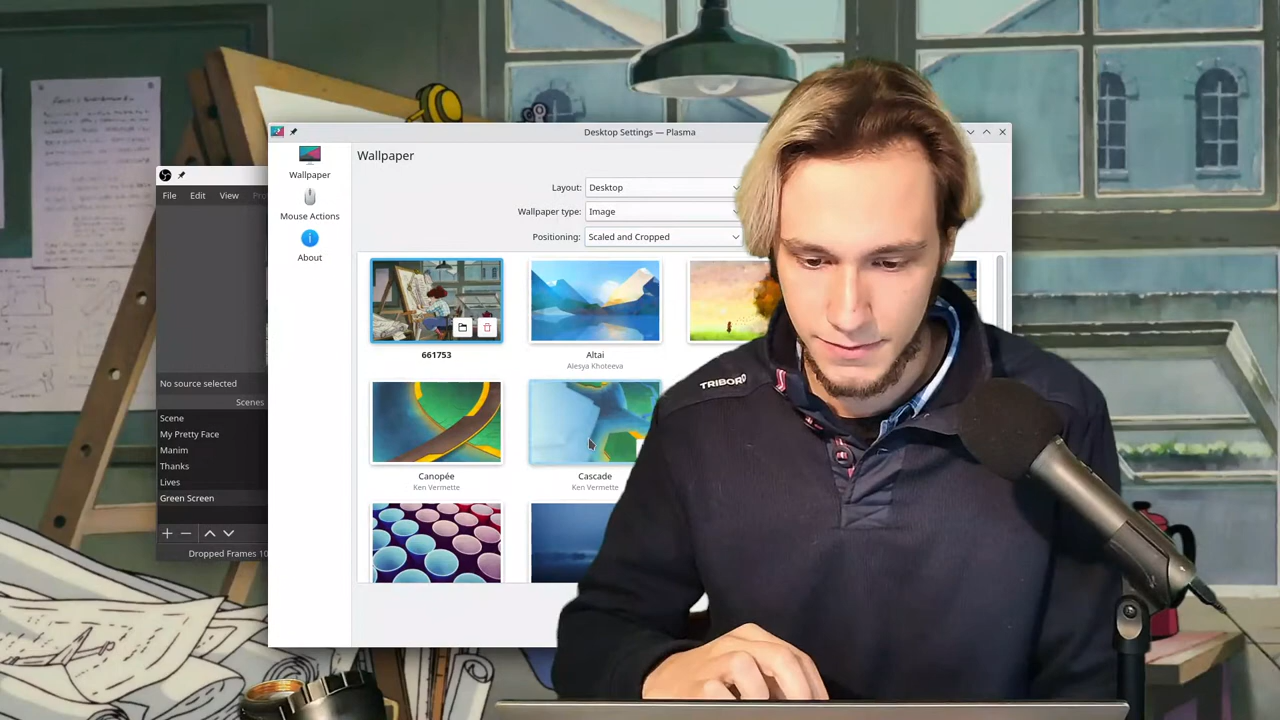 Desktop Settings — Plasma
Wallpaper
Mouse Actions
About
Wallpaper
Layout: Desktop
Wallpaper type: Image
Positioning: Scaled and Cropped
661753
Altai
Alesya Khoteeva
Canopée
Ken Vermette
Cascade
Ken Vermette
File Edit View
No source selected
Scenes
Scene
My Pretty Face
Manim
Thanks
Lives
Green Screen
Dropped Frames 10
TRIBORD